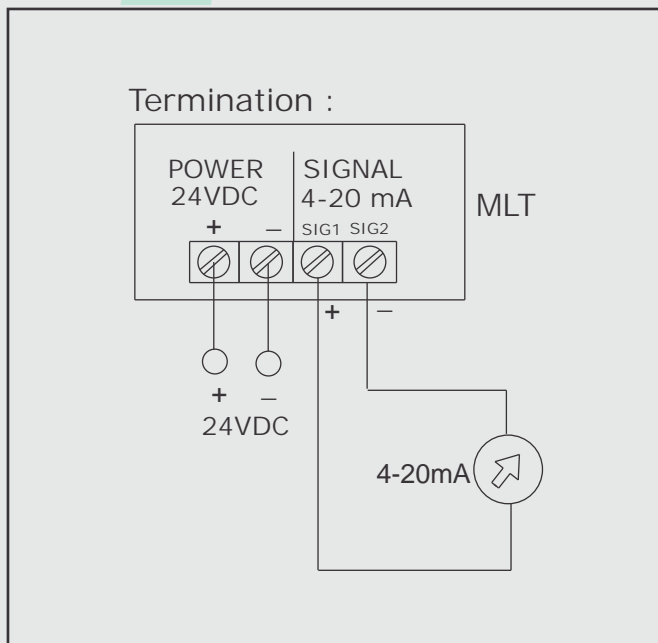 Termination :
POWER
24VDC
SIGNAL
4-20 mA
MLT
+ –
SIG1 SIG2
+ –
+ –
24VDC
4-20mA